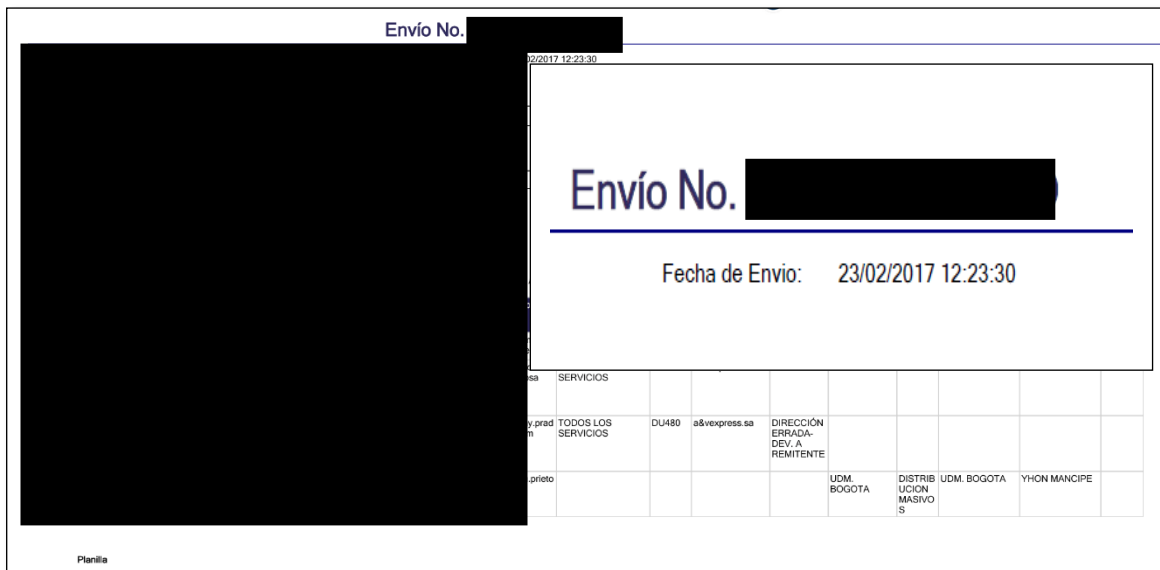 Envío No.
02/2017 12:23:30
Envío No.
Fecha de Envio: 23/02/2017 12:23:30
SERVICIOS
TODOS LOS SERVICIOS DU480 a&vexpress.sa DIRECCIÓN
ERRADA-
DEV. A
REMITENTE
.prieto UDM. BOGOTA DISTRIB UCION MASIVO S UDM. BOGOTA YHON MANCIPE
Planilla